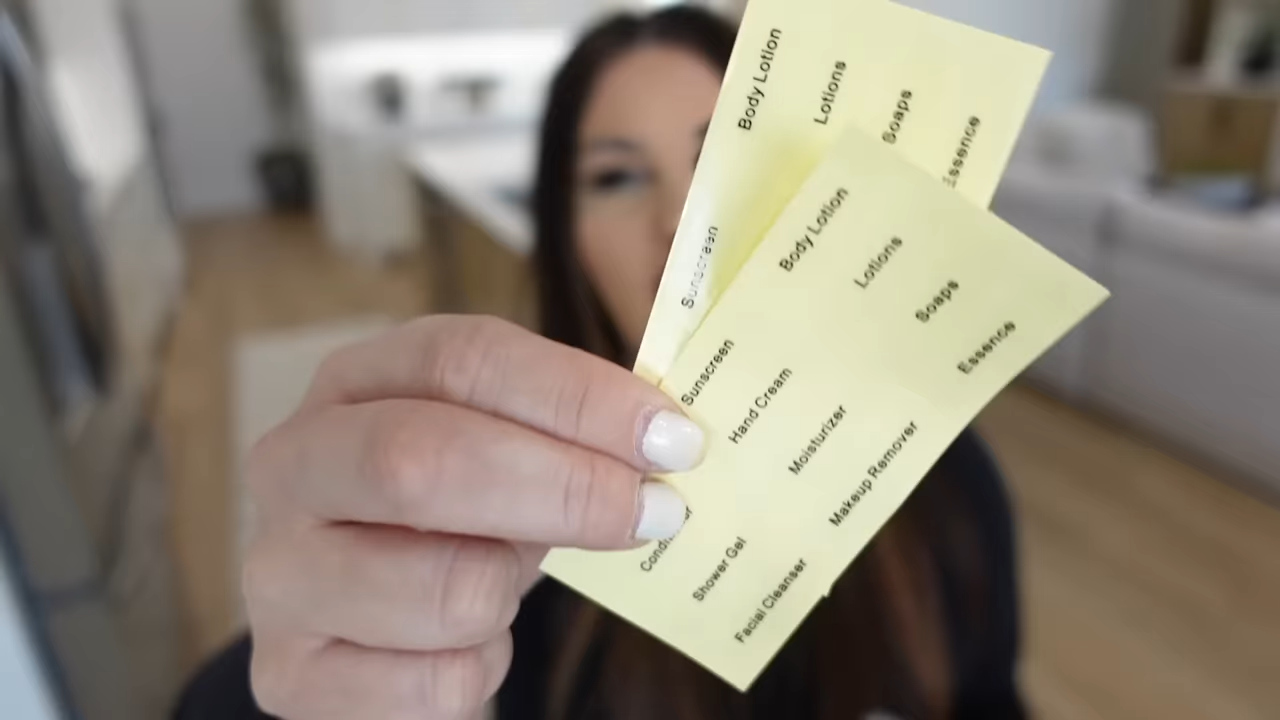 Body Lotion
Lotions
Soaps
Essence
Sunscreen
Body Lotion
Lotions
Soaps
Essence
Sunscreen
Hand Cream
Moisturizer
Makeup Remover
Shower Gel
Facial Cleanser